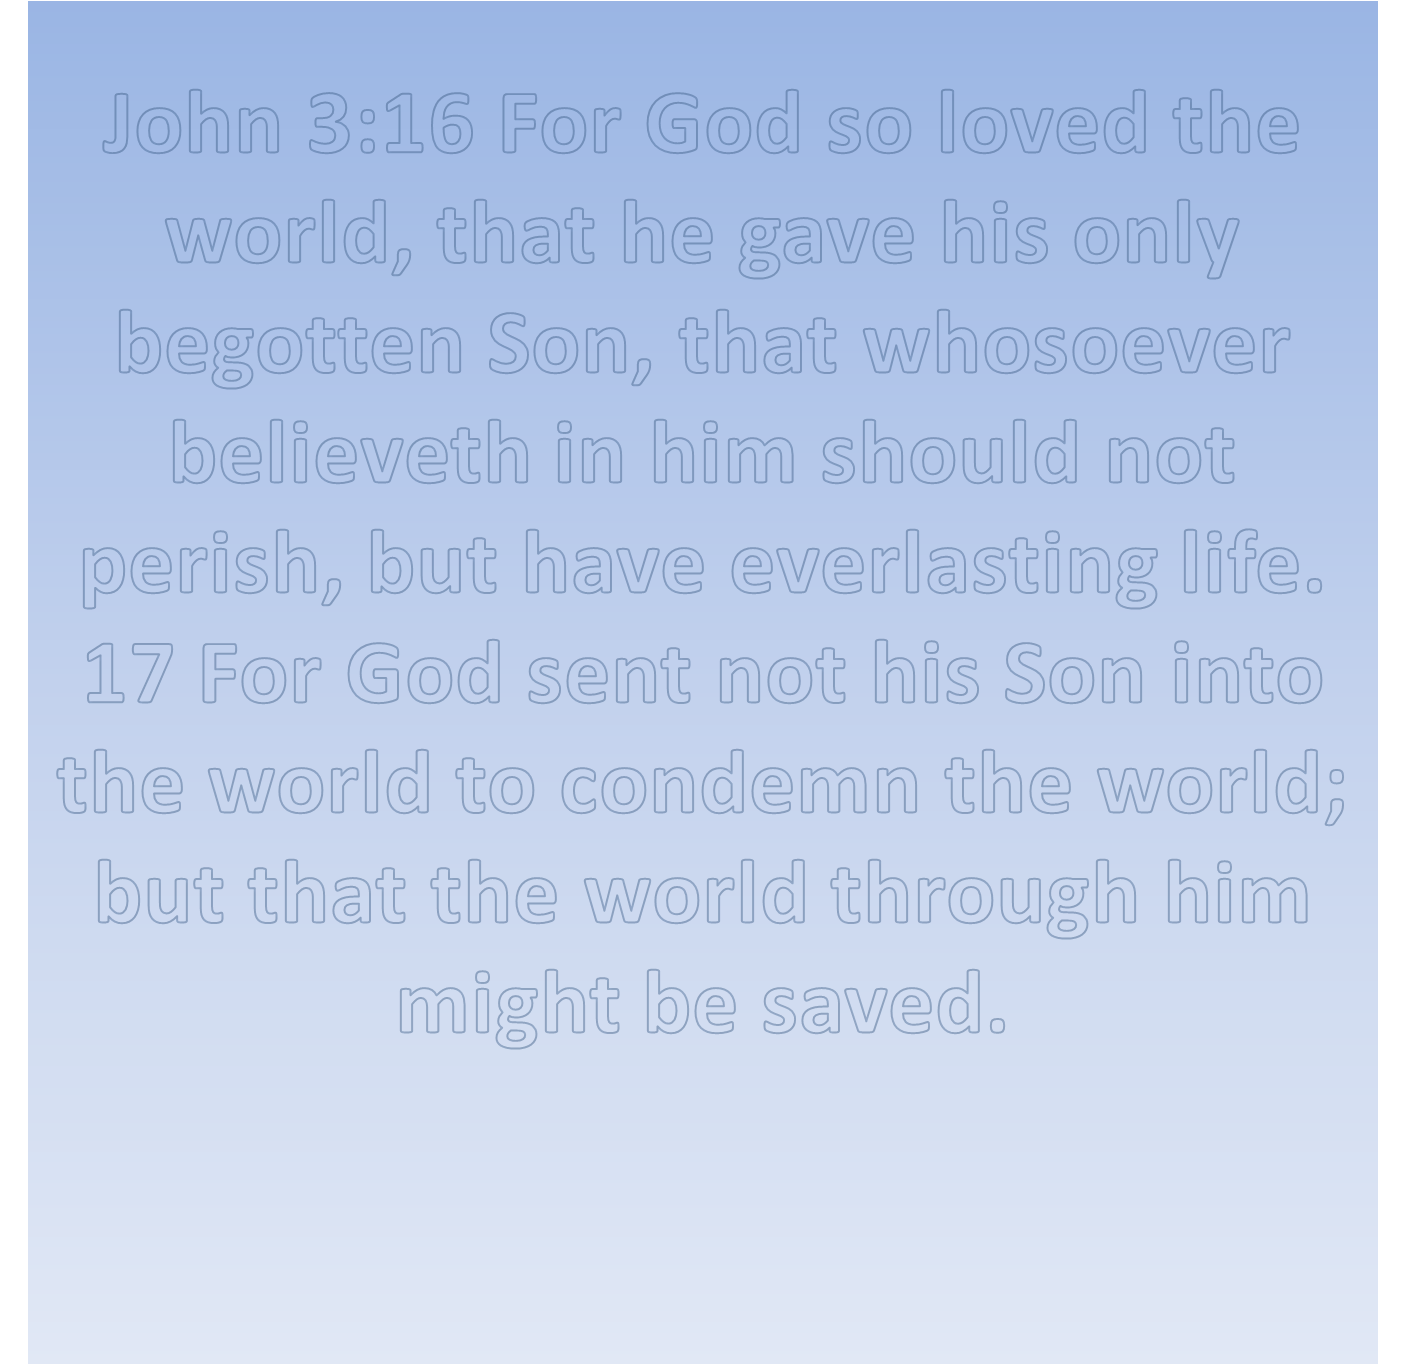 John 3:16 For God so loved the
world, that he gave his only
begotten Son, that whosoever
believeth in him should not
perish, but have everlasting life.
17 For God sent not his Son into
the world to condemn the world;
but that the world through him
might be saved.